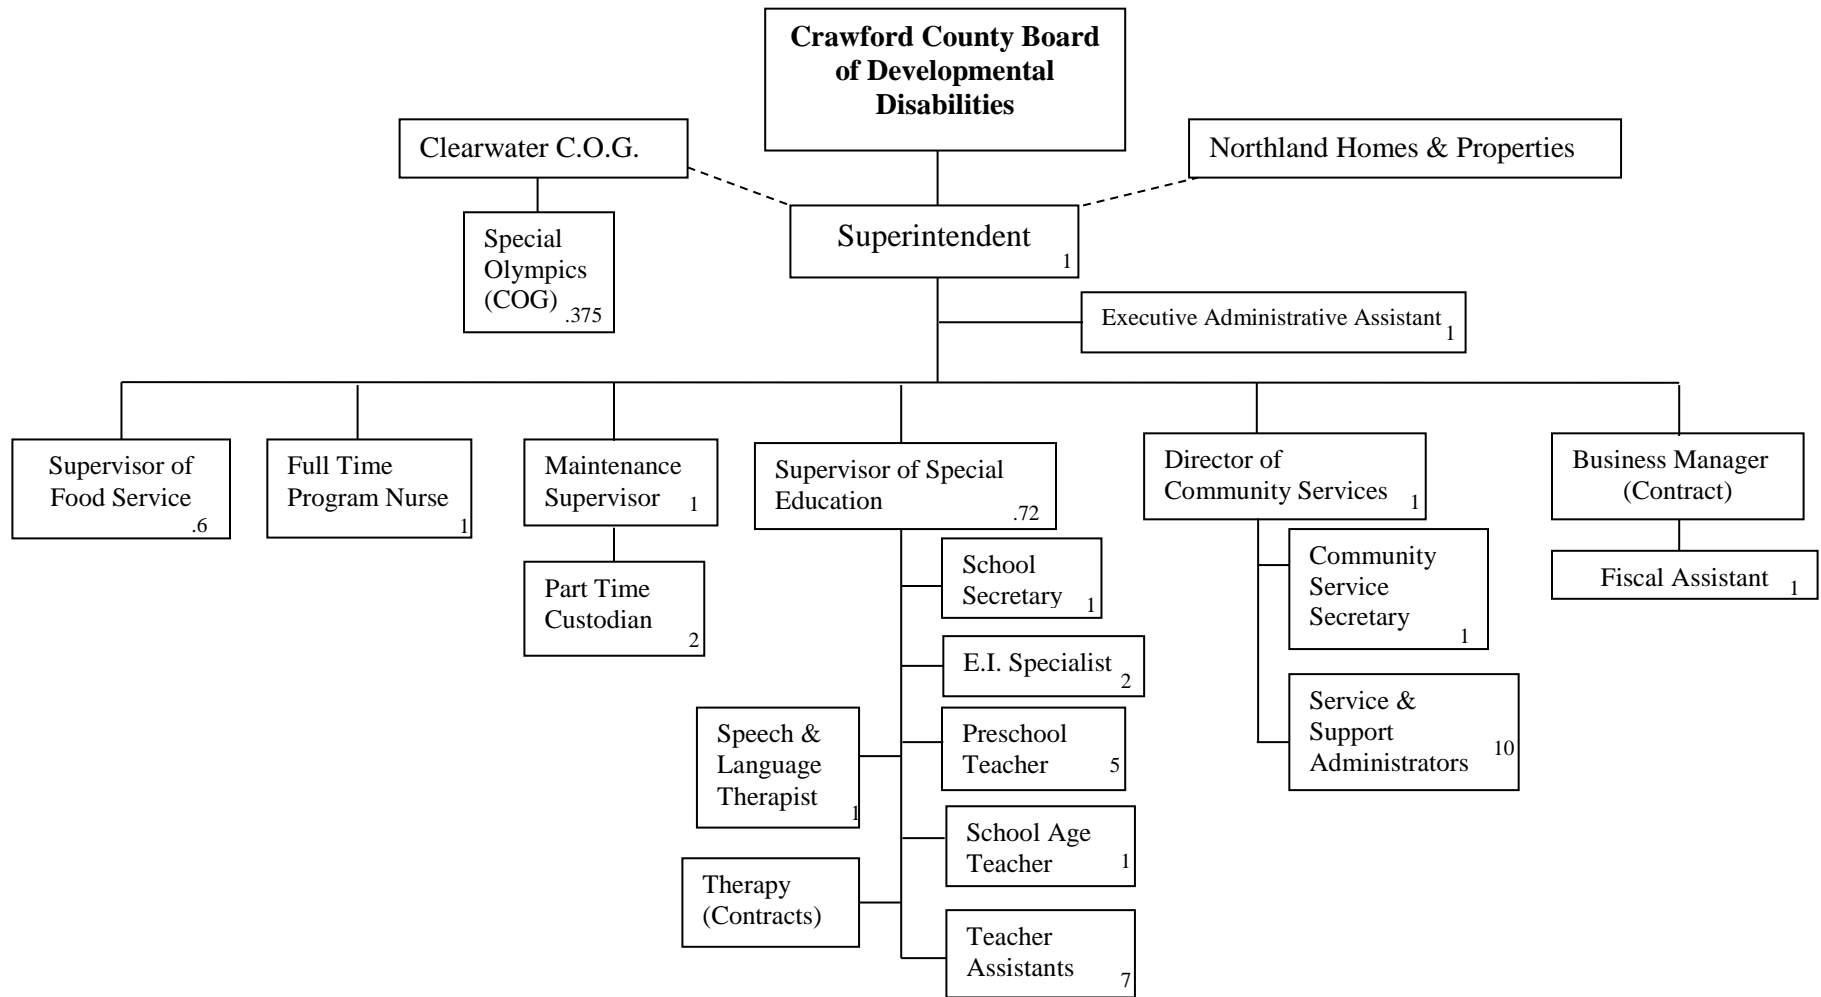 Crawford County Board
of Developmental
Disabilities
Clearwater C.O.G.
Northland Homes & Properties
Special
Olympics
(COG)
.375
Superintendent
1
Executive Administrative Assistant
1
Supervisor of
Food Service
.6
Full Time
Program Nurse
1
Maintenance
Supervisor
1
Part Time
Custodian
2
Supervisor of Special
Education
.72
School
Secretary
1
E.I. Specialist
2
Speech &
Language
Therapist
1
Preschool
Teacher
5
School Age
Teacher
1
Therapy
(Contracts)
Teacher
Assistants
7
Director of
Community Services
1
Community
Service
Secretary
1
Service &
Support
Administrators
10
Business Manager
(Contract)
Fiscal Assistant
1